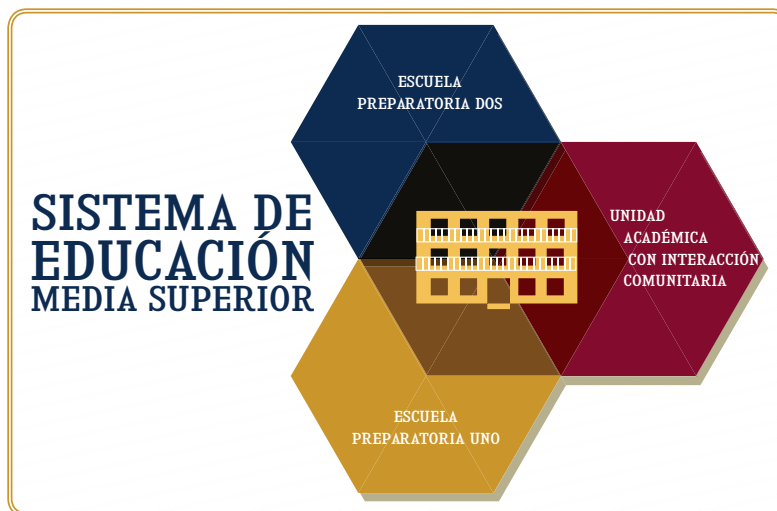 SISTEMA DE
EDUCACIÓN
MEDIA SUPERIOR
ESCUELA
PREPARATORIA DOS
UNIDAD
ACADÉMICA
CON INTERACCIÓN
COMUNITARIA
ESCUELA
PREPARATORIA UNO